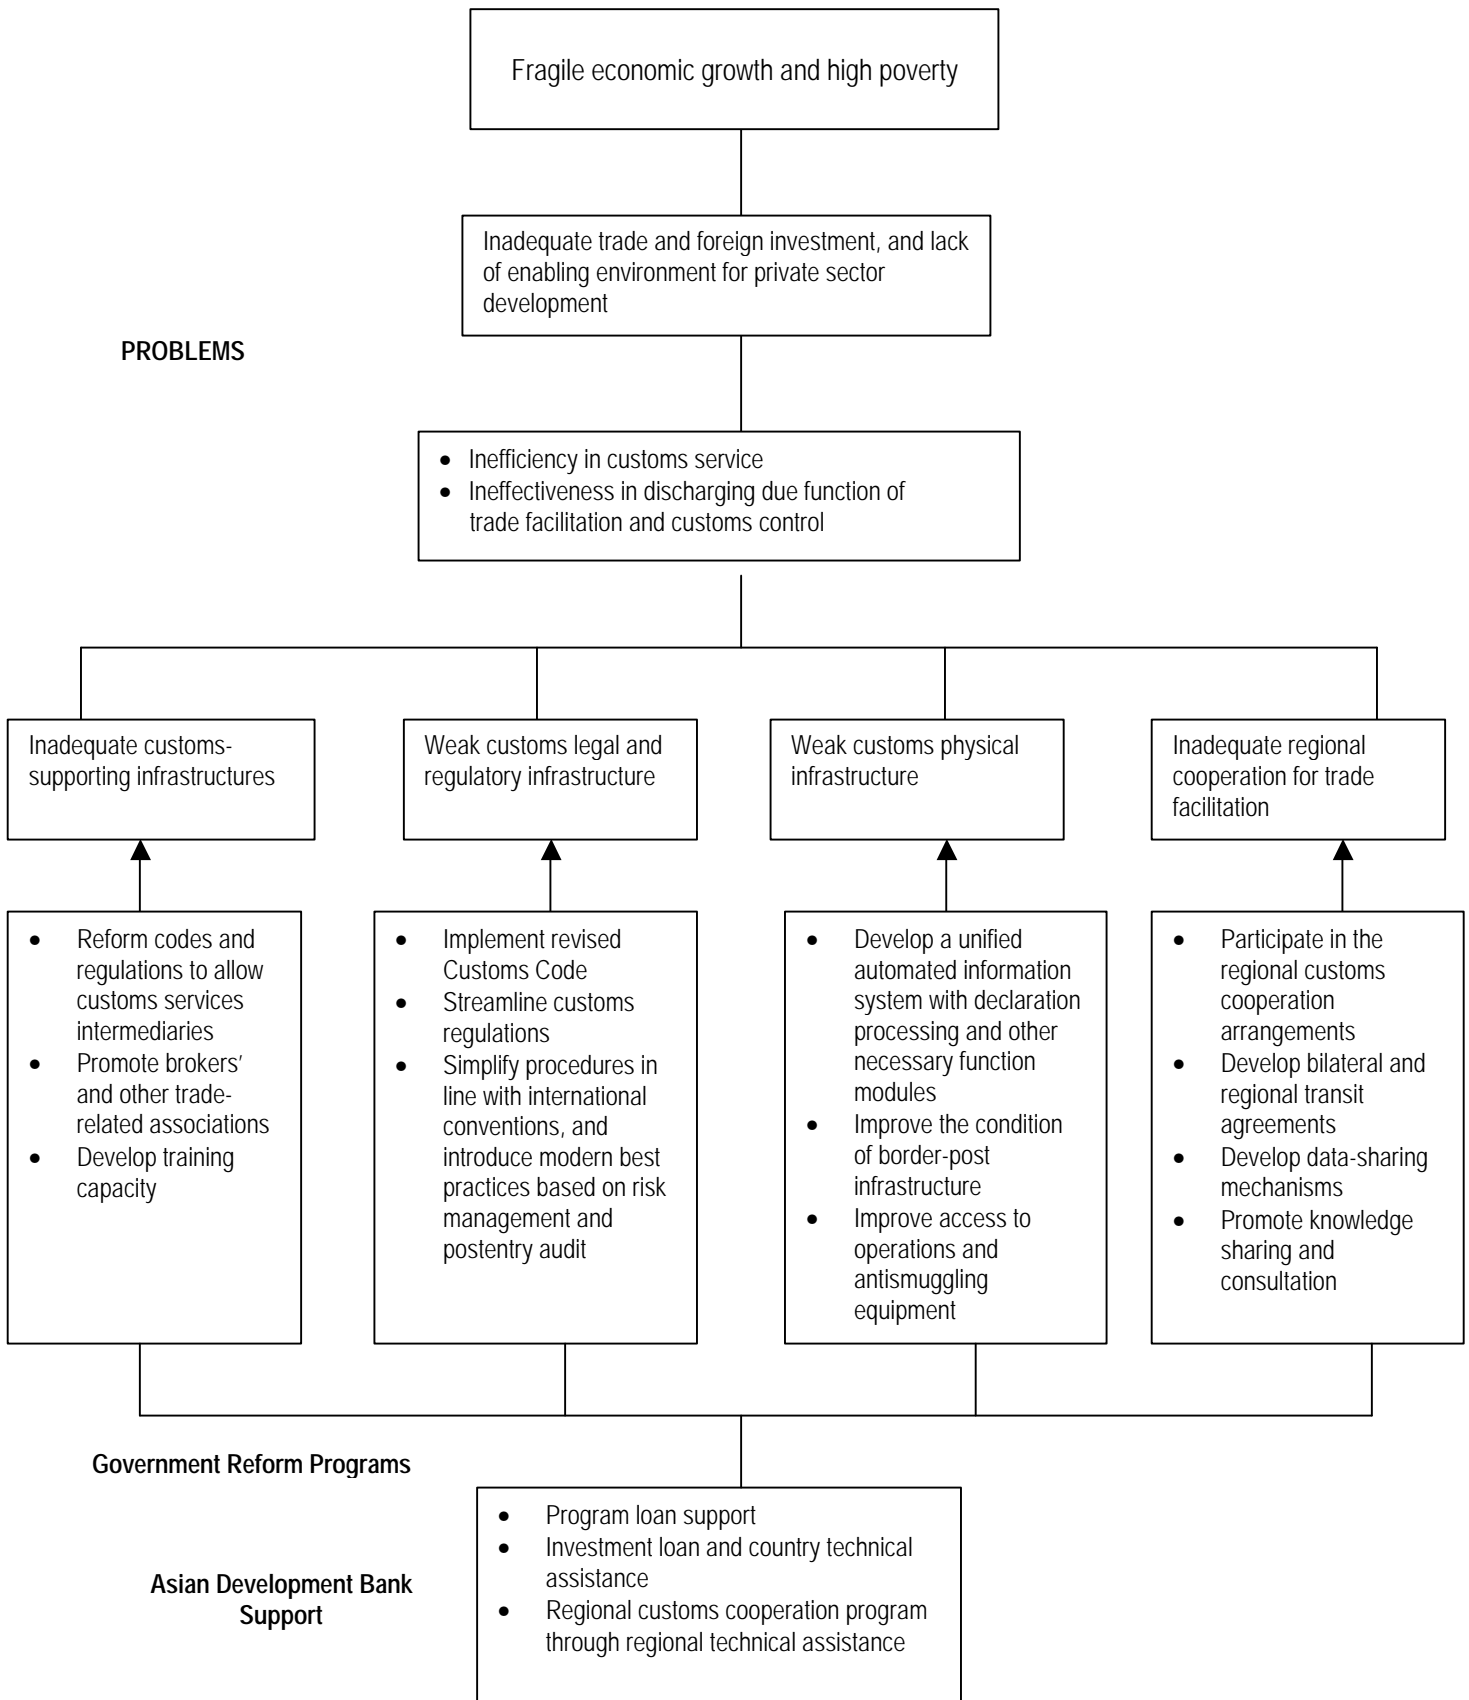 Fragile economic growth and high poverty
Inadequate trade and foreign investment, and lack
of enabling environment for private sector
development
PROBLEMS
• Inefficiency in customs service
• Ineffectiveness in discharging due function of
trade facilitation and customs control
Inadequate customs-
supporting infrastructures
Weak customs legal and
regulatory infrastructure
Weak customs physical
infrastructure
Inadequate regional
cooperation for trade
facilitation
• Reform codes and
regulations to allow
customs services
intermediaries
• Promote brokers’
and other trade-
related associations
• Develop training
capacity
• Implement revised
Customs Code
• Streamline customs
regulations
• Simplify procedures in
line with international
conventions, and
introduce modern best
practices based on risk
management and
postentry audit
• Develop a unified
automated information
system with declaration
processing and other
necessary function
modules
• Improve the condition
of border-post
infrastructure
• Improve access to
operations and
antismuggling
equipment
• Participate in the
regional customs
cooperation
arrangements
• Develop bilateral and
regional transit
agreements
• Develop data-sharing
mechanisms
• Promote knowledge
sharing and
consultation
Government Reform Programs
• Program loan support
• Investment loan and country technical
assistance
• Regional customs cooperation program
through regional technical assistance
Asian Development Bank
Support